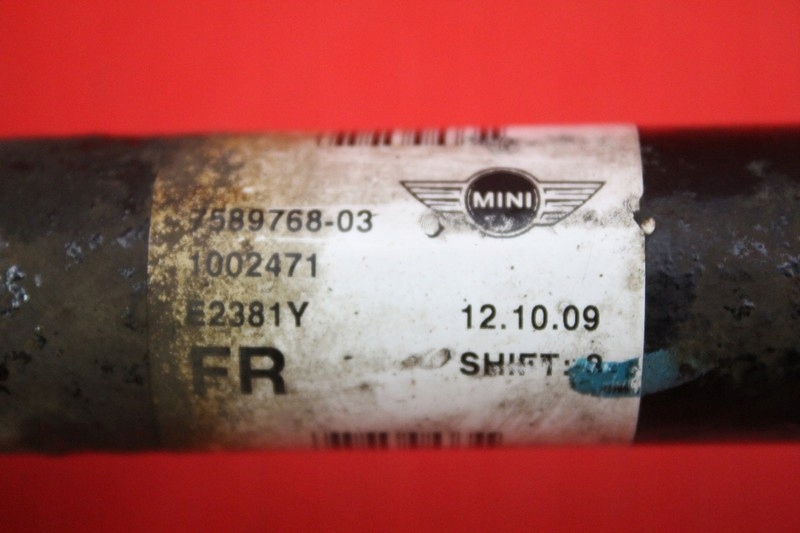 MINI
7589768-03
1002471
E2381Y
12.10.09
FR
SHIFT: